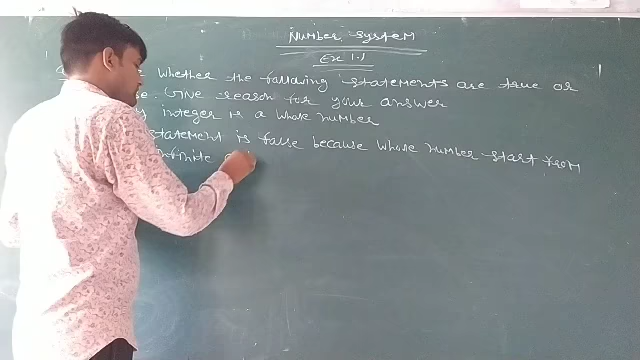 Number System
Ex 1.1
whether the following statements are true or
Give reason for your answer
integer is a whole number
statement is false because whole number start from
infinite